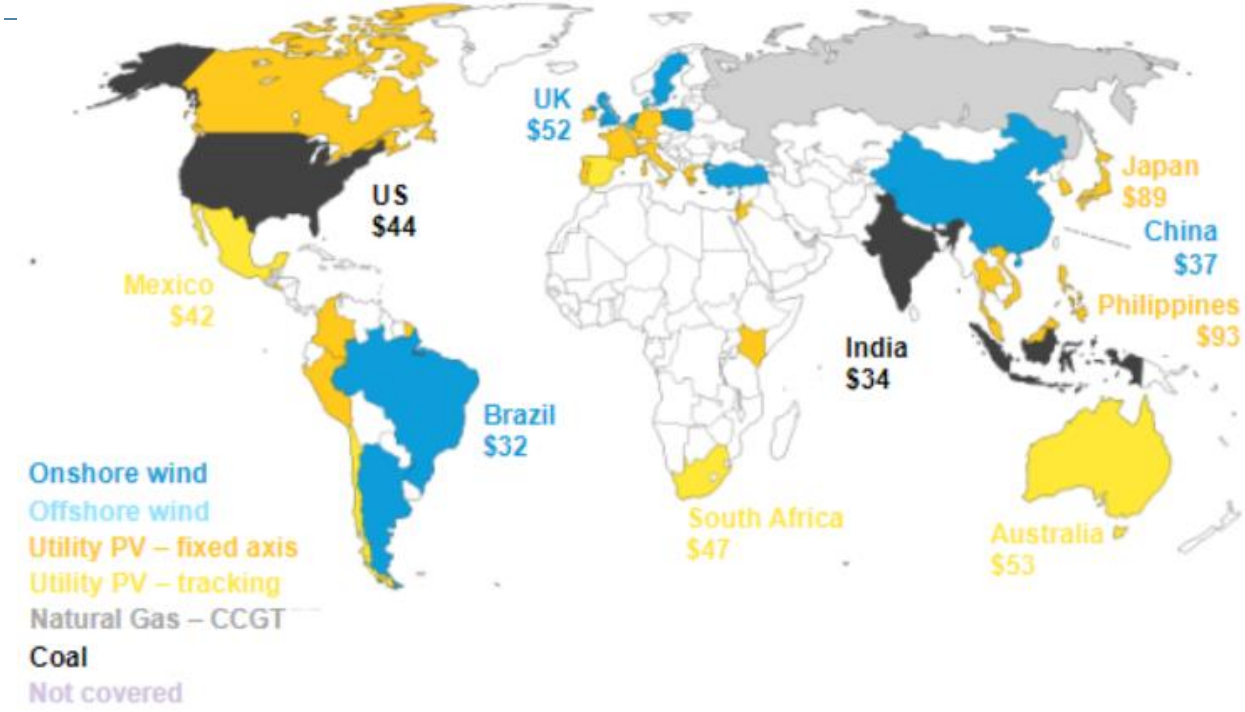 UK
$52
US
$44
Japan
$89
China
$37
Mexico
$42
Philippines
$93
India
$34
Brazil
$32
Onshore wind
Offshore wind
Utility PV – fixed axis
Utility PV – tracking
Natural Gas – CCGT
Coal
Not covered
South Africa
$47
Australia
$53